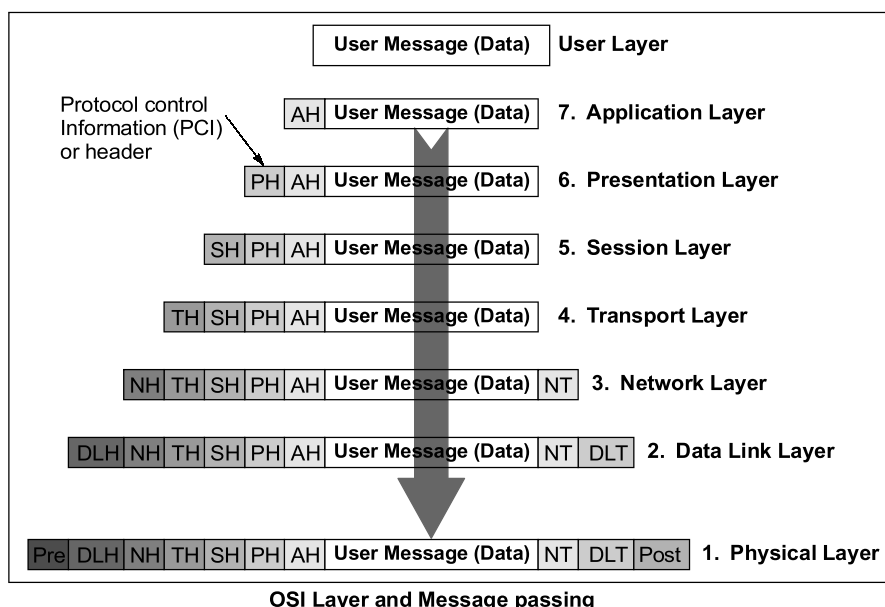 User Message (Data) User Layer
Protocol control
Information (PCI)
or header
AH User Message (Data) 7. Application Layer
PH AH User Message (Data) 6. Presentation Layer
SH PH AH User Message (Data) 5. Session Layer
TH SH PH AH User Message (Data) 4. Transport Layer
NH TH SH PH AH User Message (Data) NT 3. Network Layer
DLH NH TH SH PH AH User Message (Data) NT DLT 2. Data Link Layer
Pre DLH NH TH SH PH AH User Message (Data) NT DLT Post 1. Physical Layer
OSI Layer and Message passing